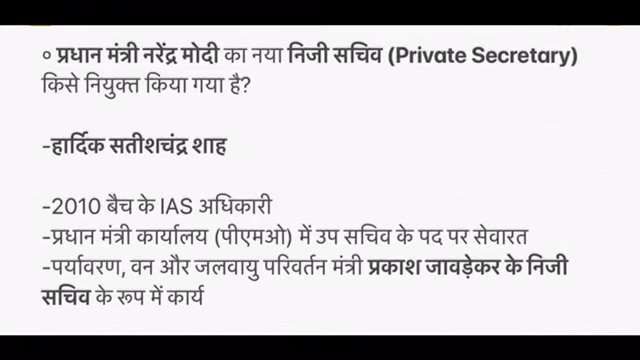 ० प्रधान मंत्री नरेंद्र मोदी का नया निजी सचिव (Private Secretary)
किसे नियुक्त किया गया है?
-हार्दिक सतीशचंद्र शाह
-2010 बैच के IAS अधिकारी
-प्रधान मंत्री कार्यालय (पीएमओ) में उप सचिव के पद पर सेवारत
-पर्यावरण, वन और जलवायु परिवर्तन मंत्री प्रकाश जावड़ेकर के निजी
सचिव के रूप में कार्य